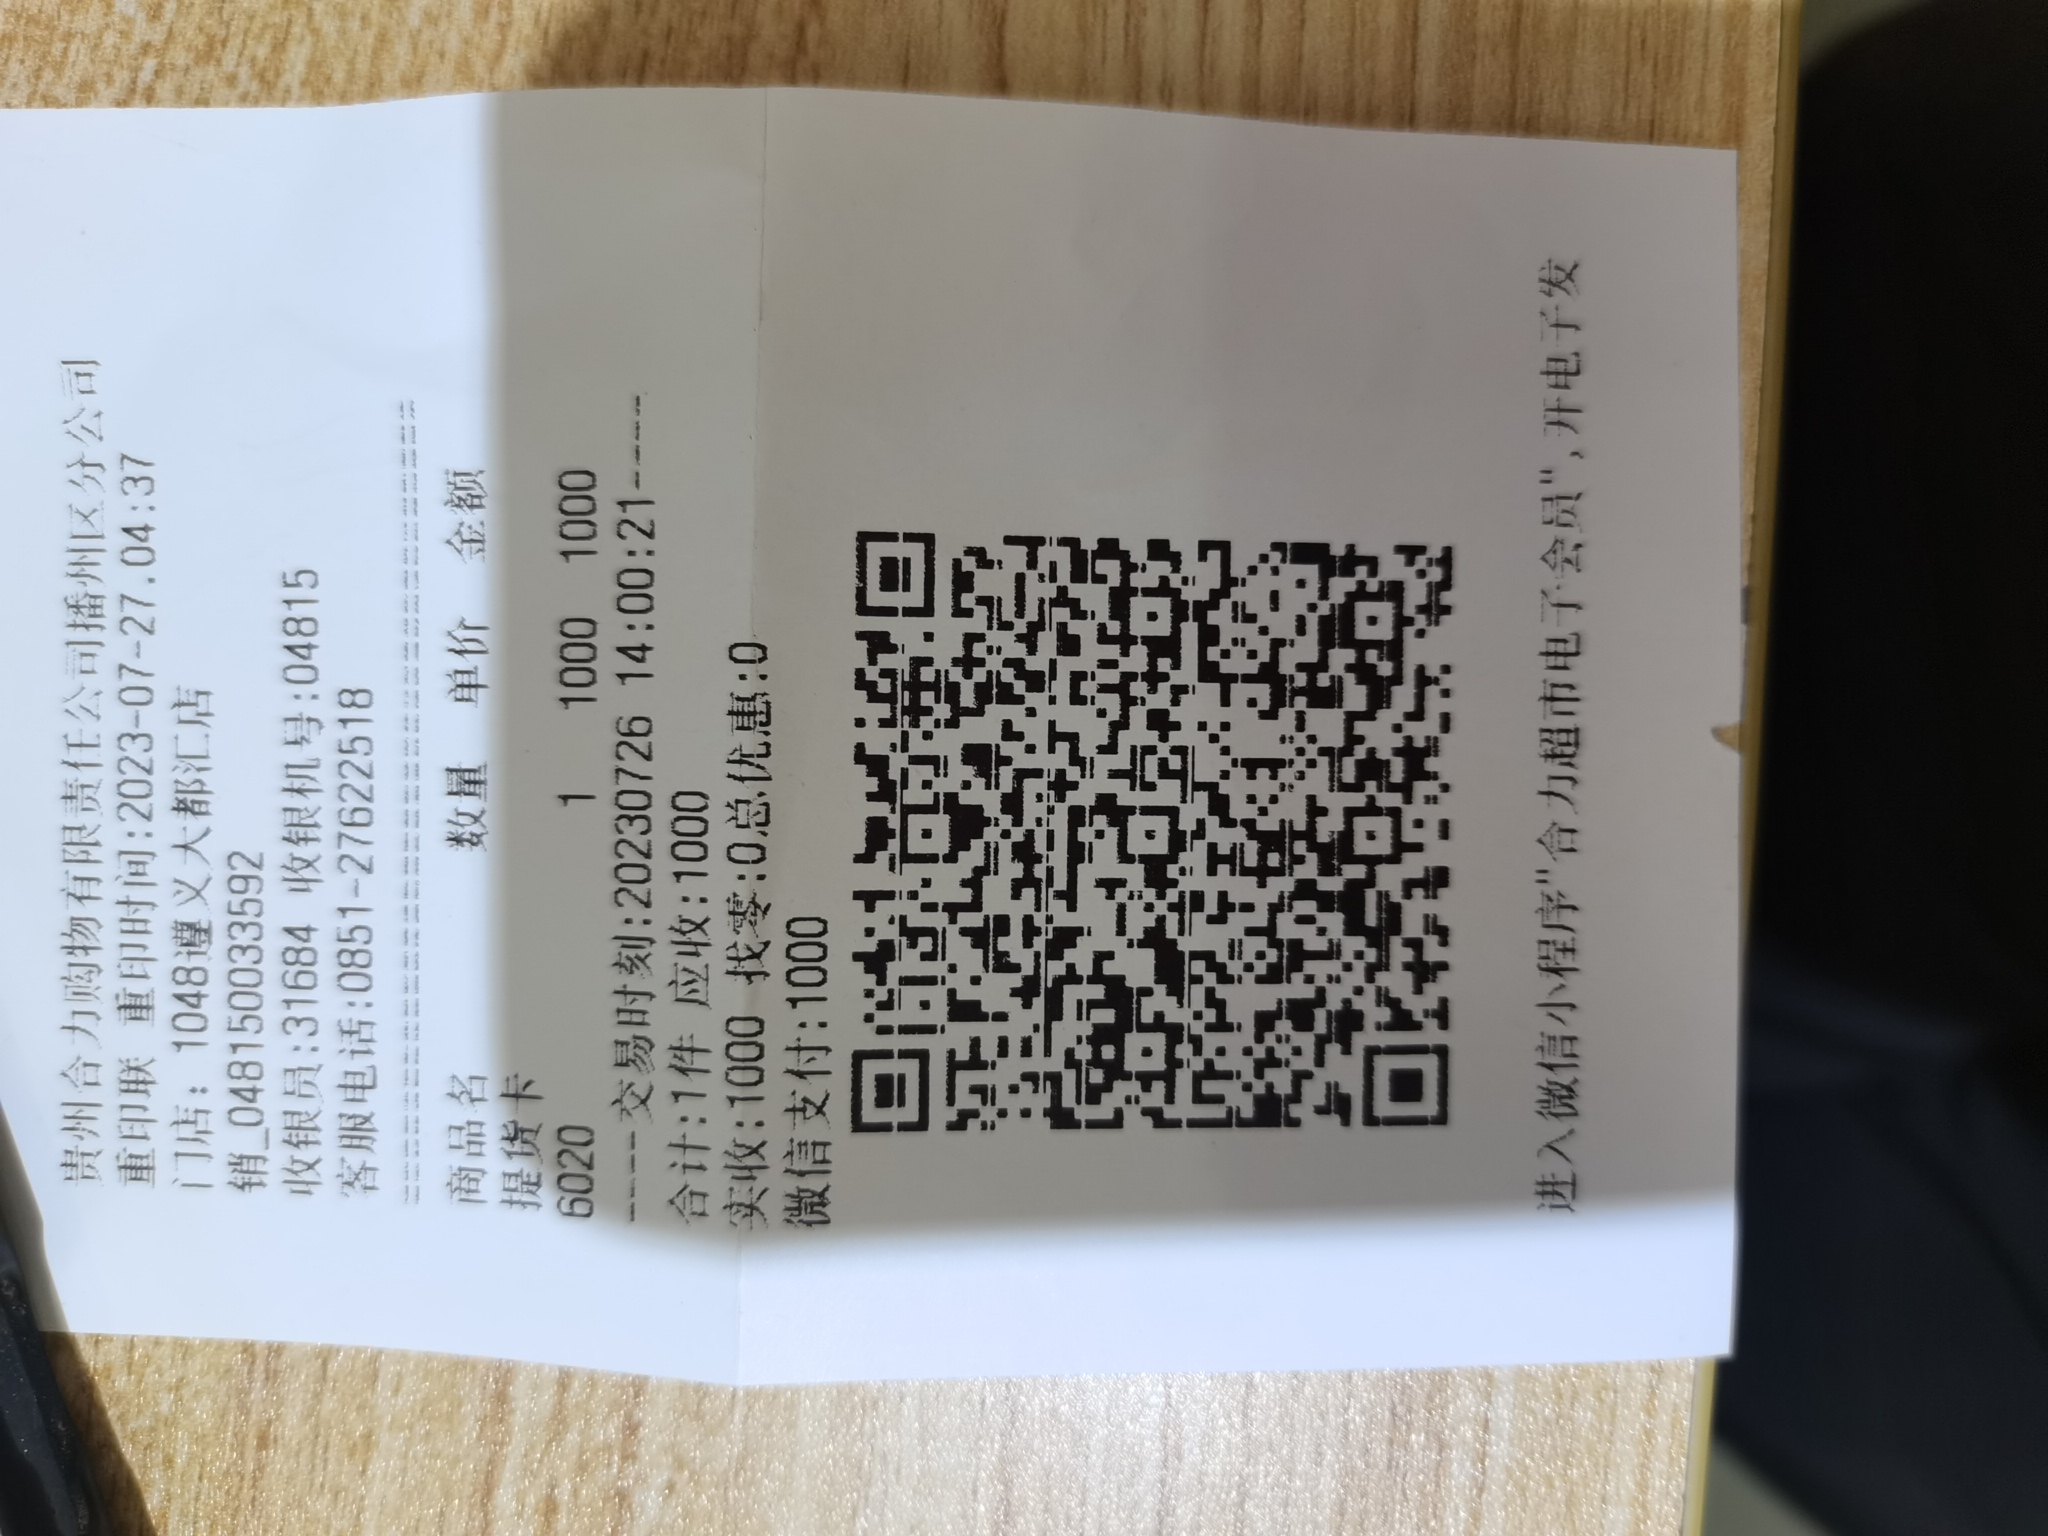 贵州合力购物有限责任公司播州区分公司
重印联 重印时间:2023-07-27.04:37
门店: 1048遵义大都汇店
销_0481500335592
收银员:31684 收银机号:04815
客服电话:0851-27622518
================================
商品名 数量 单价 金额
提货卡
6020 1 1000 1000
----交易时刻:20230726 14:00:21-----
合计:1件 应收:1000
实收:1000 找零:0总优惠:0
微信支付:1000
进入微信小程序"合力超市电子会员",开电子发